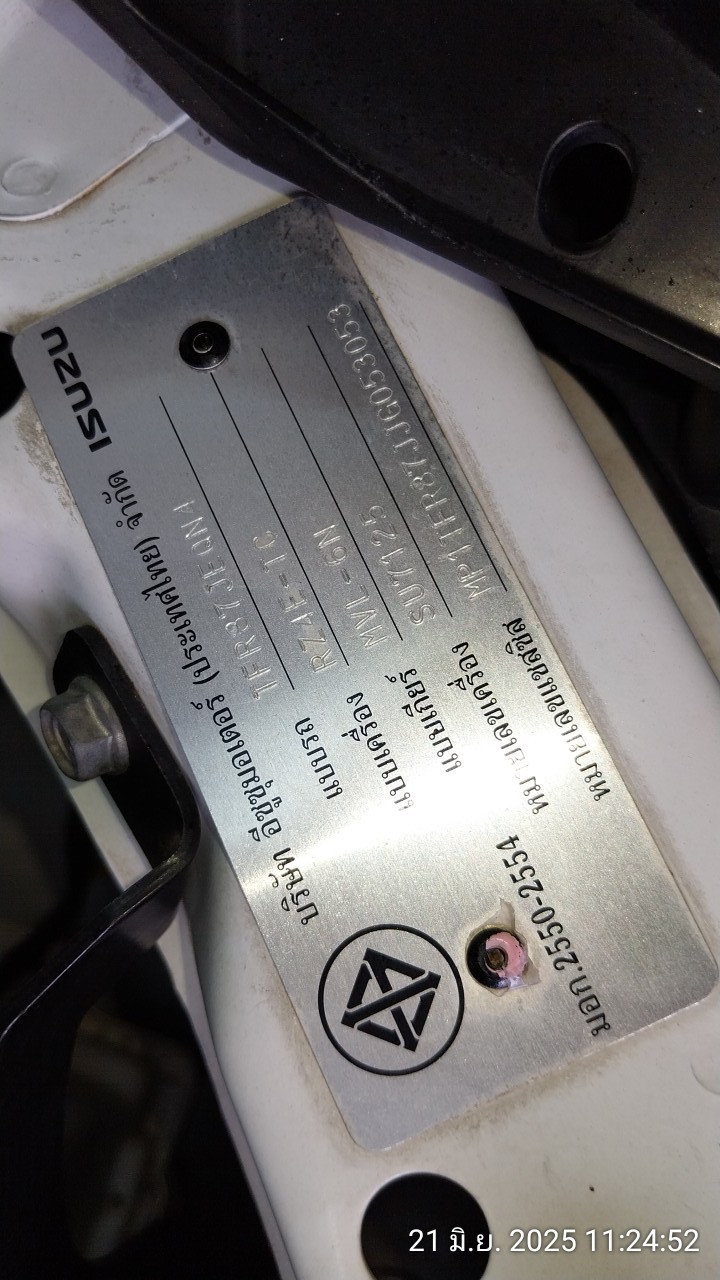 ISUZU
บริษัท อีซูซุมอเตอร์ (ประเทศไทย) จำกัด
แบบรถ TFR87JEQN4
แบบเครื่อง RZ4E-TC
แบบเกียร์ MVL-6N
หมายเลขเครื่อง SU7125
หมายเลขแชสซีส์ MP1TFR87JJG053053
มอก.2550-2554
21 มิ.ย. 2025 11:24:52